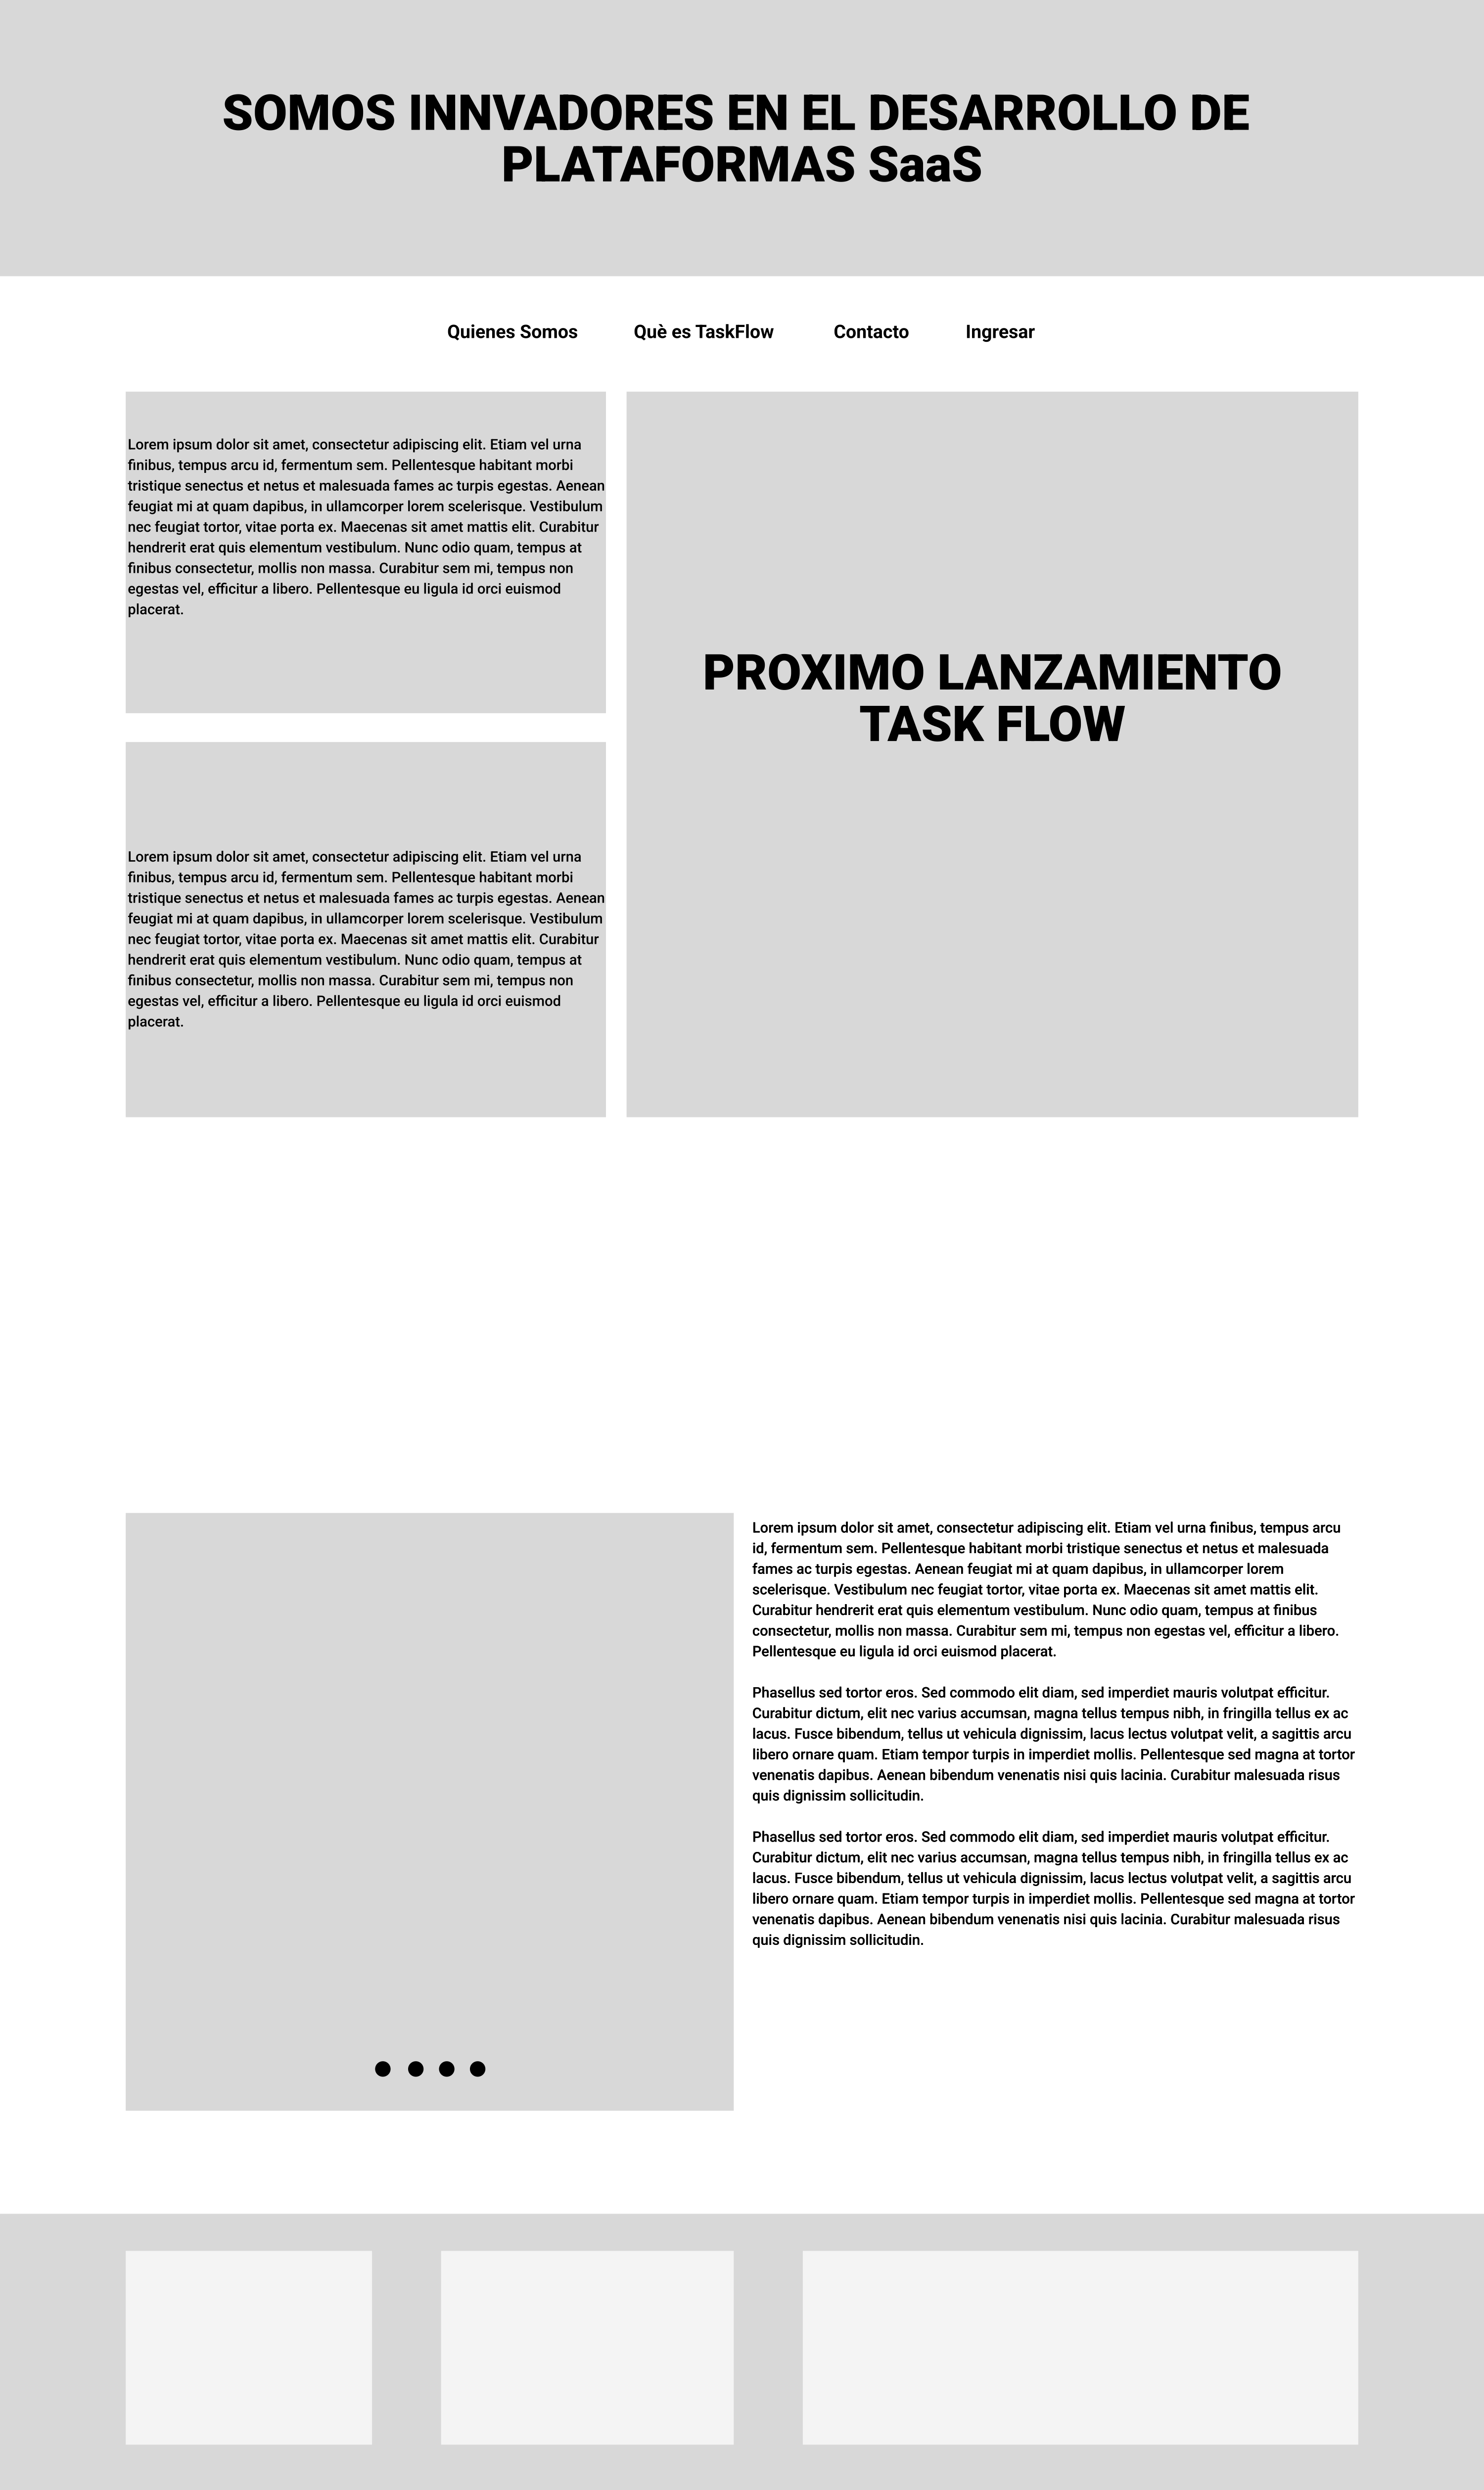 SOMOS INNVADORES EN EL DESARROLLO DE
PLATAFORMAS SaaS
Quienes Somos Què es TaskFlow Contacto Ingresar
Lorem ipsum dolor sit amet, consectetur adipiscing elit. Etiam vel urna
finibus, tempus arcu id, fermentum sem. Pellentesque habitant morbi
tristique senectus et netus et malesuada fames ac turpis egestas. Aenean
feugiat mi at quam dapibus, in ullamcorper lorem scelerisque. Vestibulum
nec feugiat tortor, vitae porta ex. Maecenas sit amet mattis elit. Curabitur
hendrerit erat quis elementum vestibulum. Nunc odio quam, tempus at
finibus consectetur, mollis non massa. Curabitur sem mi, tempus non
egestas vel, efficitur a libero. Pellentesque eu ligula id orci euismod
placerat.
PROXIMO LANZAMIENTO
TASK FLOW
Lorem ipsum dolor sit amet, consectetur adipiscing elit. Etiam vel urna
finibus, tempus arcu id, fermentum sem. Pellentesque habitant morbi
tristique senectus et netus et malesuada fames ac turpis egestas. Aenean
feugiat mi at quam dapibus, in ullamcorper lorem scelerisque. Vestibulum
nec feugiat tortor, vitae porta ex. Maecenas sit amet mattis elit. Curabitur
hendrerit erat quis elementum vestibulum. Nunc odio quam, tempus at
finibus consectetur, mollis non massa. Curabitur sem mi, tempus non
egestas vel, efficitur a libero. Pellentesque eu ligula id orci euismod
placerat.
Lorem ipsum dolor sit amet, consectetur adipiscing elit. Etiam vel urna finibus, tempus arcu
id, fermentum sem. Pellentesque habitant morbi tristique senectus et netus et malesuada
fames ac turpis egestas. Aenean feugiat mi at quam dapibus, in ullamcorper lorem
scelerisque. Vestibulum nec feugiat tortor, vitae porta ex. Maecenas sit amet mattis elit.
Curabitur hendrerit erat quis elementum vestibulum. Nunc odio quam, tempus at finibus
consectetur, mollis non massa. Curabitur sem mi, tempus non egestas vel, efficitur a libero.
Pellentesque eu ligula id orci euismod placerat.
Phasellus sed tortor eros. Sed commodo elit diam, sed imperdiet mauris volutpat efficitur.
Curabitur dictum, elit nec varius accumsan, magna tellus tempus nibh, in fringilla tellus ex ac
lacus. Fusce bibendum, tellus ut vehicula dignissim, lacus lectus volutpat velit, a sagittis arcu
libero ornare quam. Etiam tempor turpis in imperdiet mollis. Pellentesque sed magna at tortor
venenatis dapibus. Aenean bibendum venenatis nisi quis lacinia. Curabitur malesuada risus
quis dignissim sollicitudin.
Phasellus sed tortor eros. Sed commodo elit diam, sed imperdiet mauris volutpat efficitur.
Curabitur dictum, elit nec varius accumsan, magna tellus tempus nibh, in fringilla tellus ex ac
lacus. Fusce bibendum, tellus ut vehicula dignissim, lacus lectus volutpat velit, a sagittis arcu
libero ornare quam. Etiam tempor turpis in imperdiet mollis. Pellentesque sed magna at tortor
venenatis dapibus. Aenean bibendum venenatis nisi quis lacinia. Curabitur malesuada risus
quis dignissim sollicitudin.